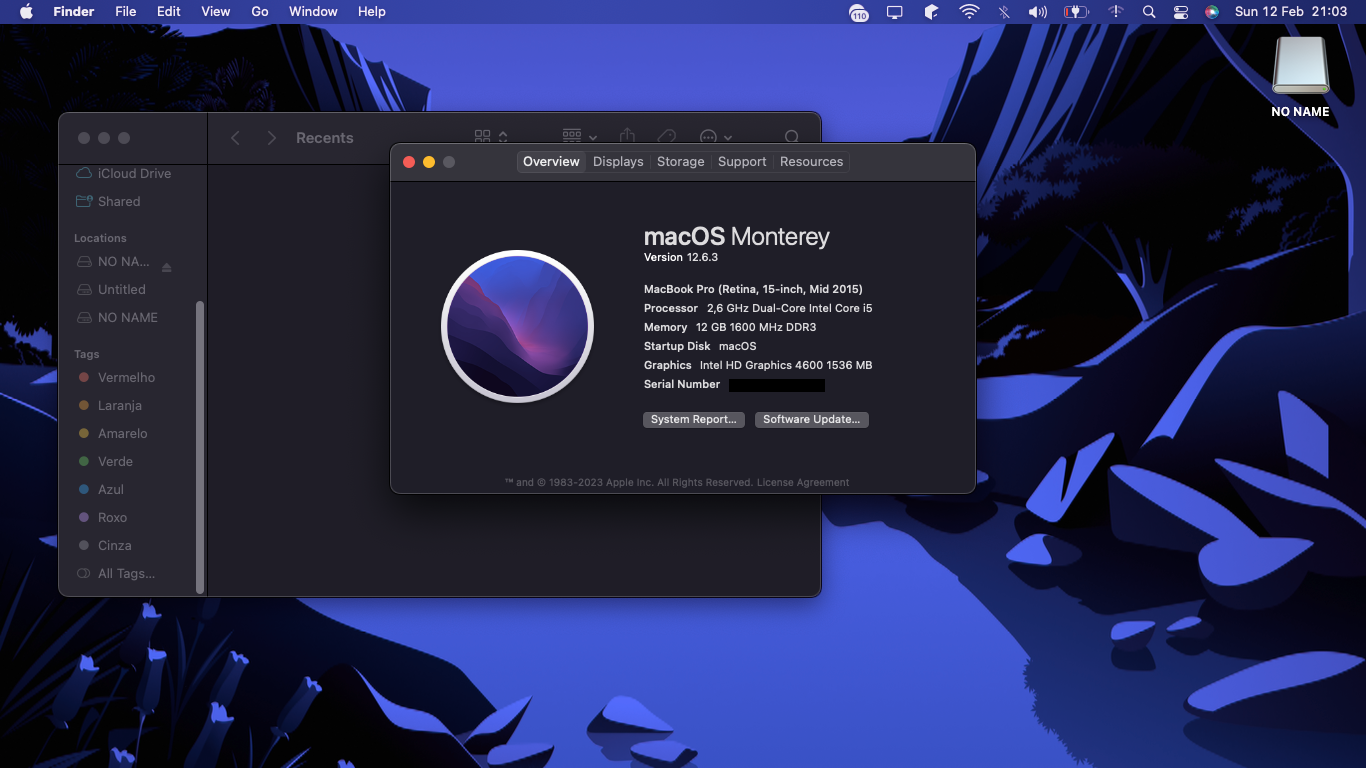 Finder File Edit View Go Window Help 110 Sun 12 Feb 21:03
NO NAME
Recents
iCloud Drive
Shared
Locations
NO NA...
Untitled
NO NAME
Tags
Vermelho
Laranja
Amarelo
Verde
Azul
Roxo
Cinza
All Tags...
Overview Displays Storage Support Resources
macOS Monterey
Version 12.6.3
MacBook Pro (Retina, 15-inch, Mid 2015)
Processor 2,6 GHz Dual-Core Intel Core i5
Memory 12 GB 1600 MHz DDR3
Startup Disk macOS
Graphics Intel HD Graphics 4600 1536 MB
Serial Number
System Report... Software Update...
™ and © 1983-2023 Apple Inc. All Rights Reserved. License Agreement